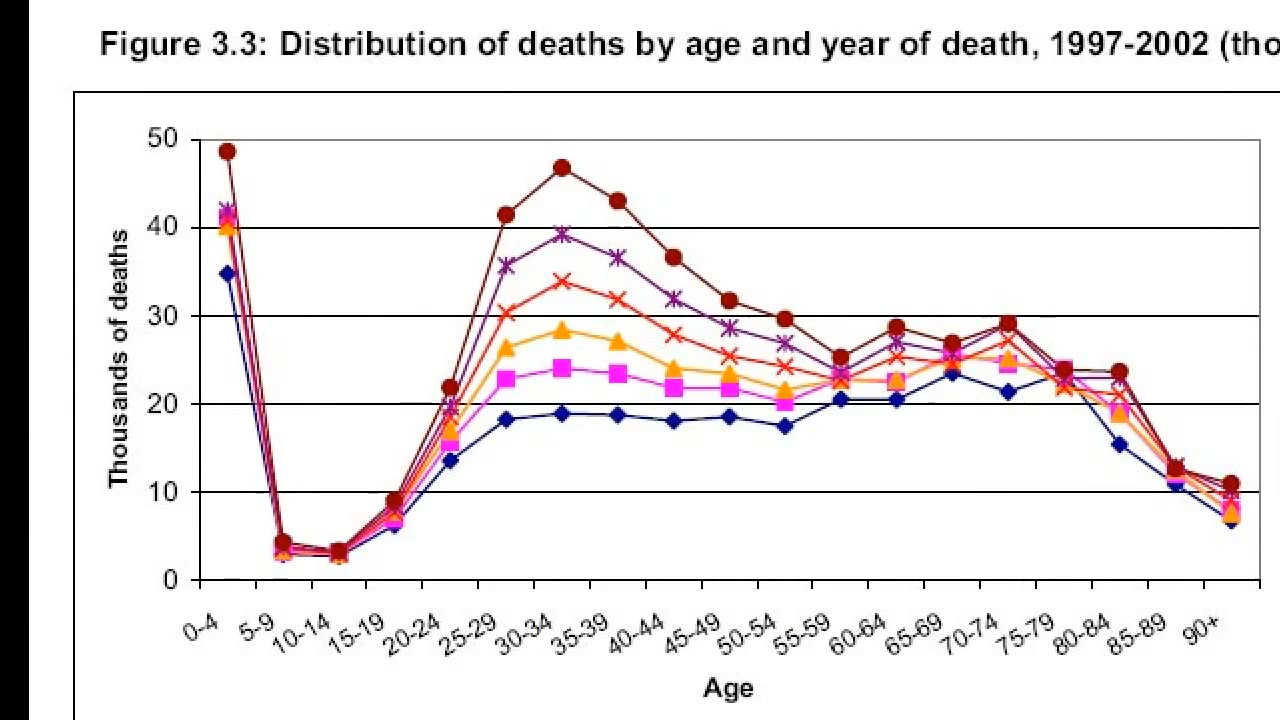 Figure 3.3: Distribution of deaths by age and year of death, 1997-2002 (tho
50
40
30
20
10
0
Thousands of deaths
0-4 5-9 10-14 15-19 20-24 25-29 30-34 35-39 40-44 45-49 50-54 55-59 60-64 65-69 70-74 75-79 80-84 85-89 90+
Age